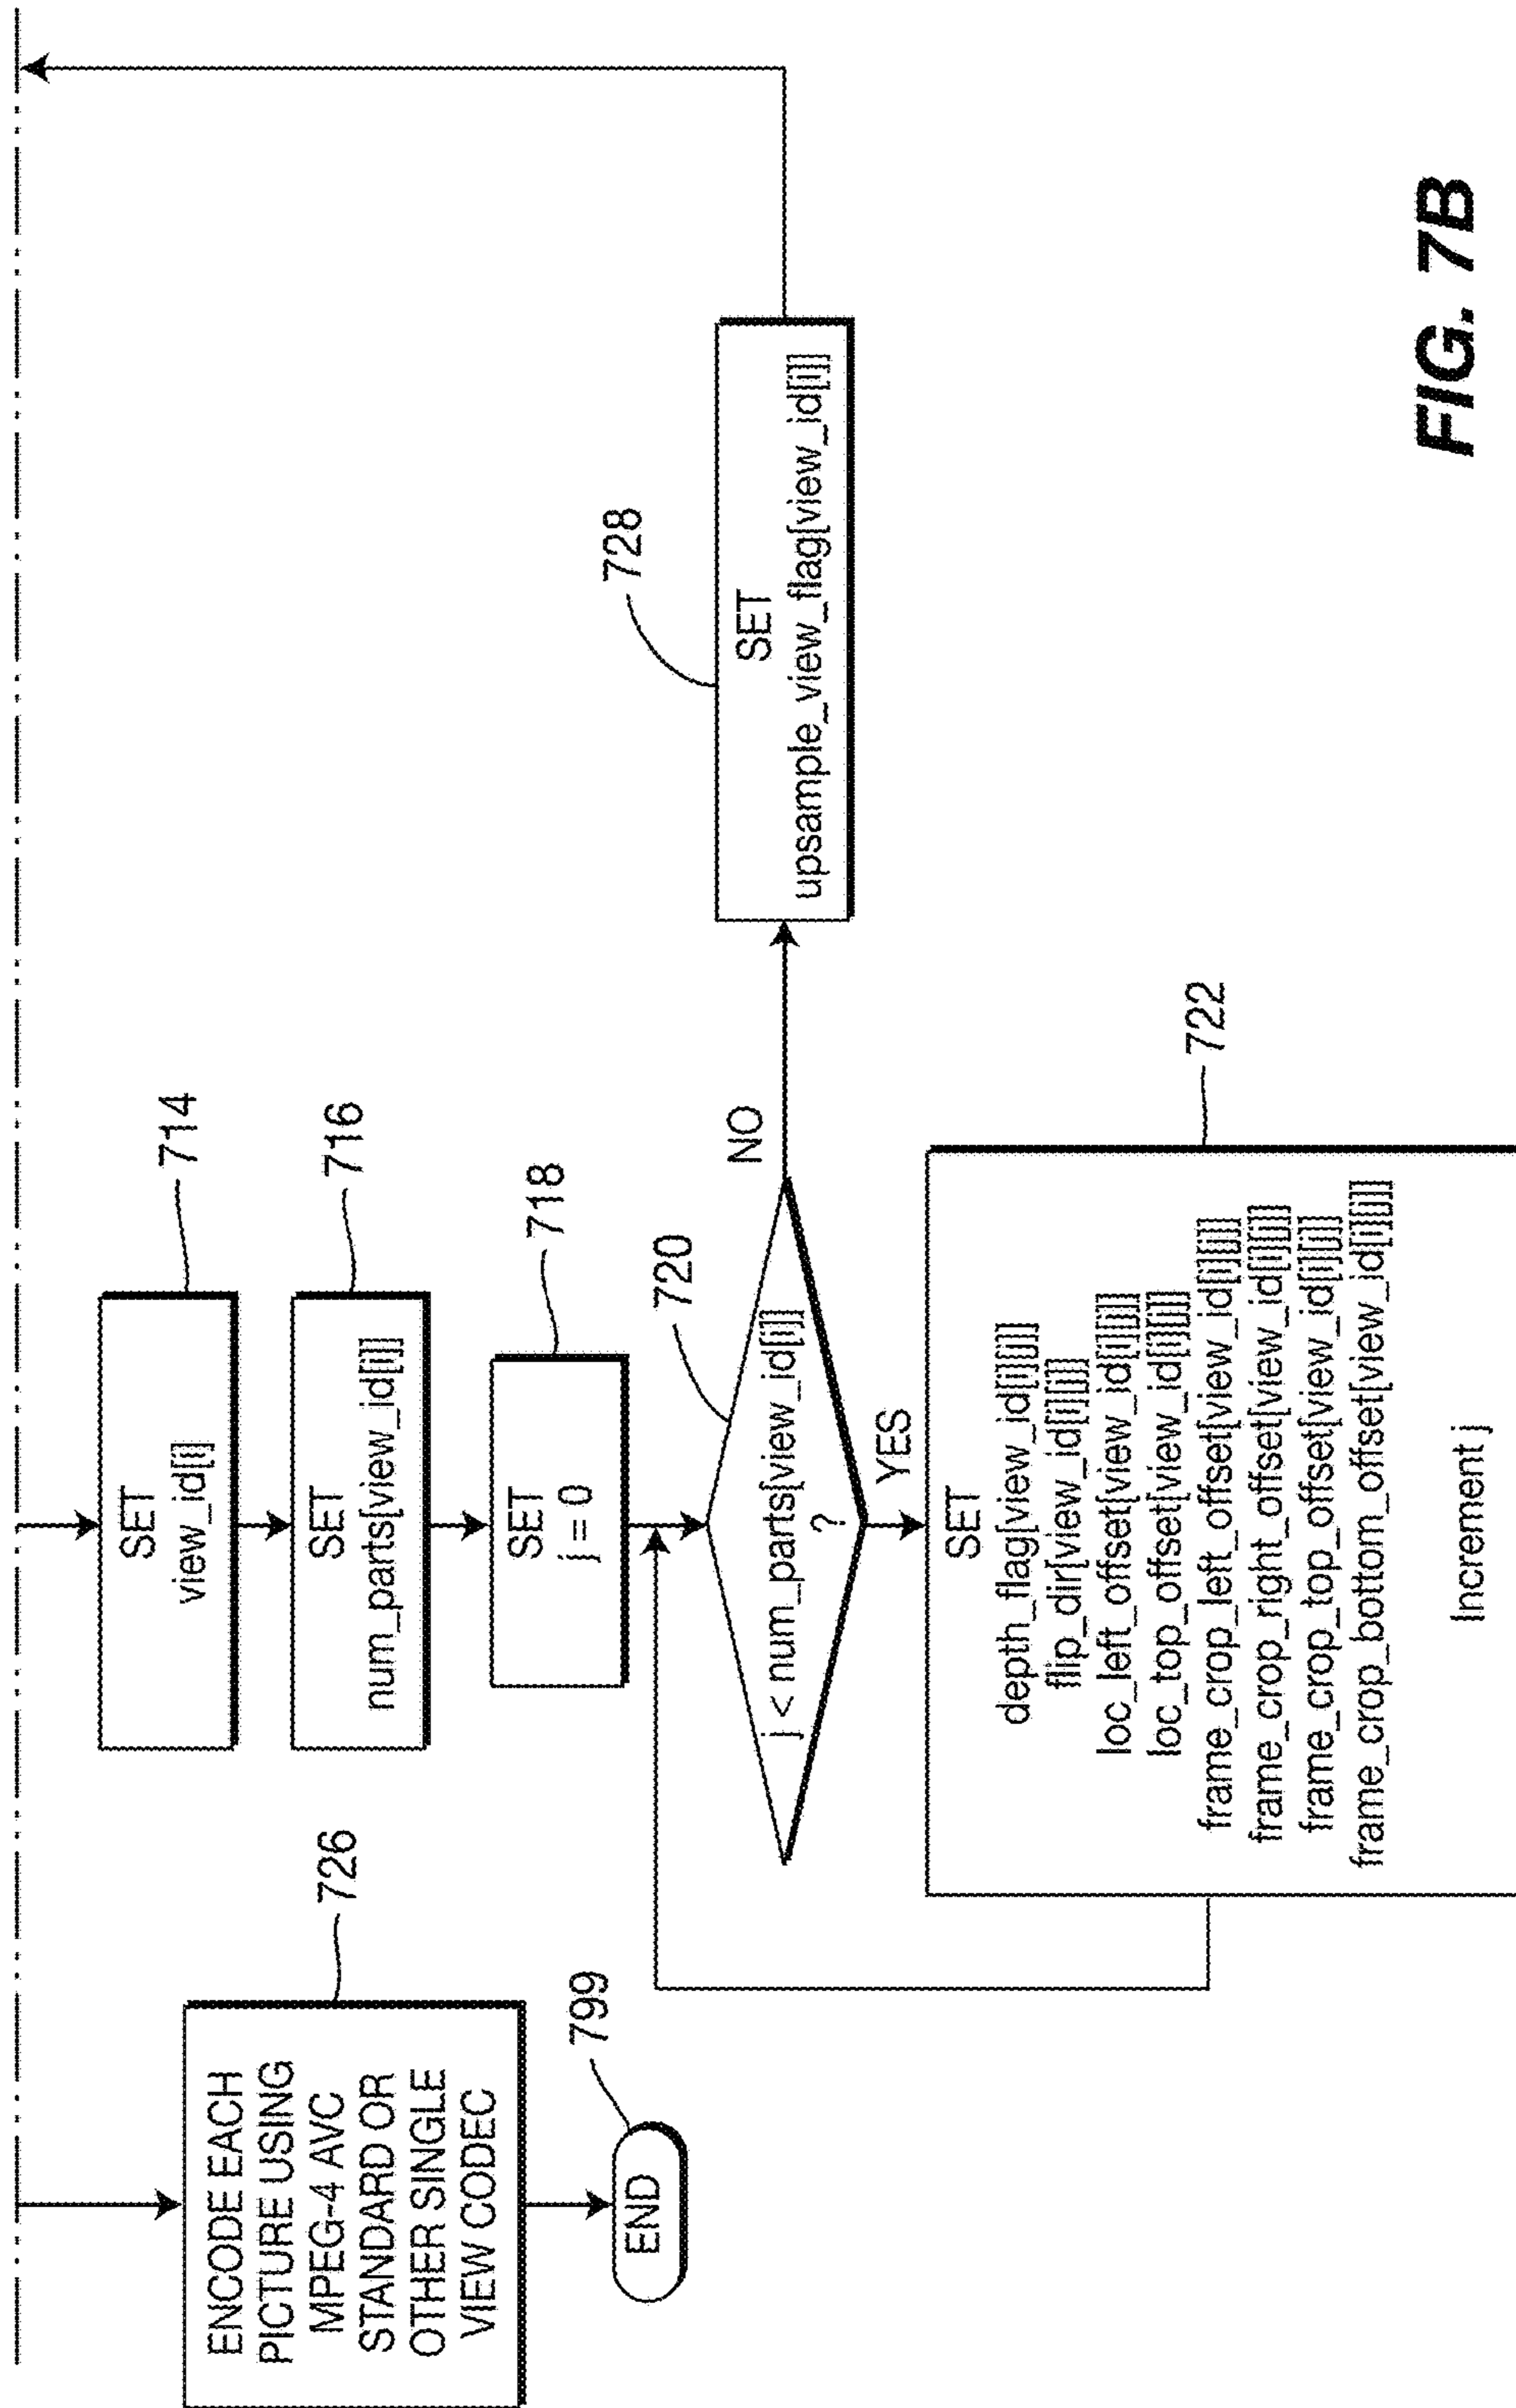 ENCODE EACH
PICTURE USING
MPEG-4 AVC
STANDARD OR
OTHER SINGLE
VIEW CODEC
726
END
799
SET
view_id[i]
714
SET
num_parts[view_id[i]]
716
SET
j = 0
718
j < num_parts[view_id[i]]
?
720
NO
YES
SET
depth_flag[view_id[i][j]]
flip_dir[view_id[i][j]]
loc_left_offset[view_id[i][j]]
loc_top_offset[view_id[i][j]]
frame_crop_left_offset[view_id[i][j]]
frame_crop_right_offset[view_id[i][j]]
frame_crop_top_offset[view_id[i][j]]
frame_crop_bottom_offset[view_id[i][j]]
Increment j
722
SET
upsample_view_flag[view_id[i]]
728
FIG. 7B